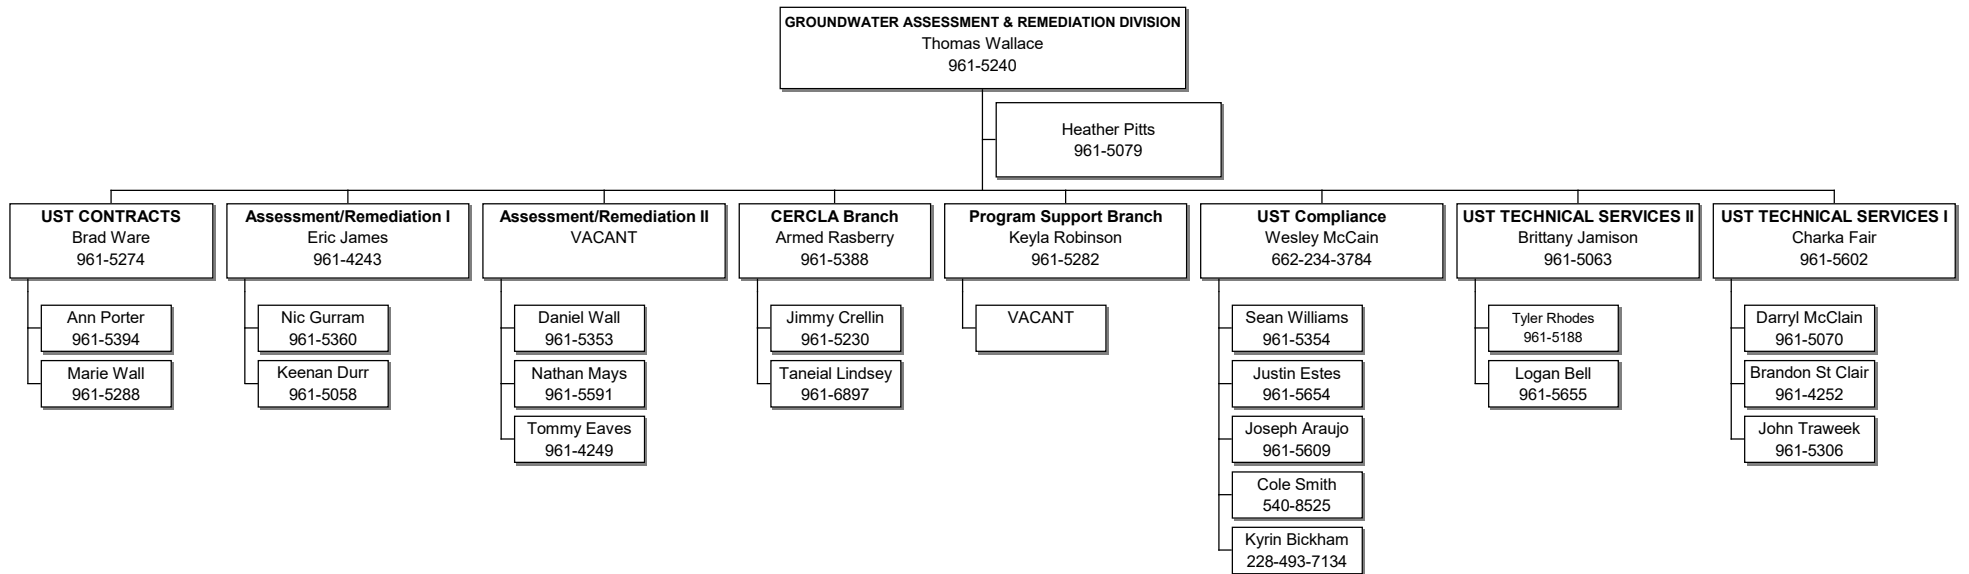 GROUNDWATER ASSESSMENT & REMEDIATION DIVISION
Thomas Wallace
961-5240
Heather Pitts
961-5079
UST CONTRACTS
Brad Ware
961-5274
Ann Porter
961-5394
Marie Wall
961-5288
Assessment/Remediation I
Eric James
961-4243
Nic Gurram
961-5360
Keenan Durr
961-5058
Assessment/Remediation II
VACANT
Daniel Wall
961-5353
Nathan Mays
961-5591
Tommy Eaves
961-4249
CERCLA Branch
Armed Rasberry
961-5388
Jimmy Crellin
961-5230
Taneial Lindsey
961-6897
Program Support Branch
Keyla Robinson
961-5282
VACANT
UST Compliance
Wesley McCain
662-234-3784
Sean Williams
961-5354
Justin Estes
961-5654
Joseph Araujo
961-5609
Cole Smith
540-8525
Kyrin Bickham
228-493-7134
UST TECHNICAL SERVICES II
Brittany Jamison
961-5063
Tyler Rhodes
961-5188
Logan Bell
961-5655
UST TECHNICAL SERVICES I
Charka Fair
961-5602
Darryl McClain
961-5070
Brandon St Clair
961-4252
John Traweek
961-5306